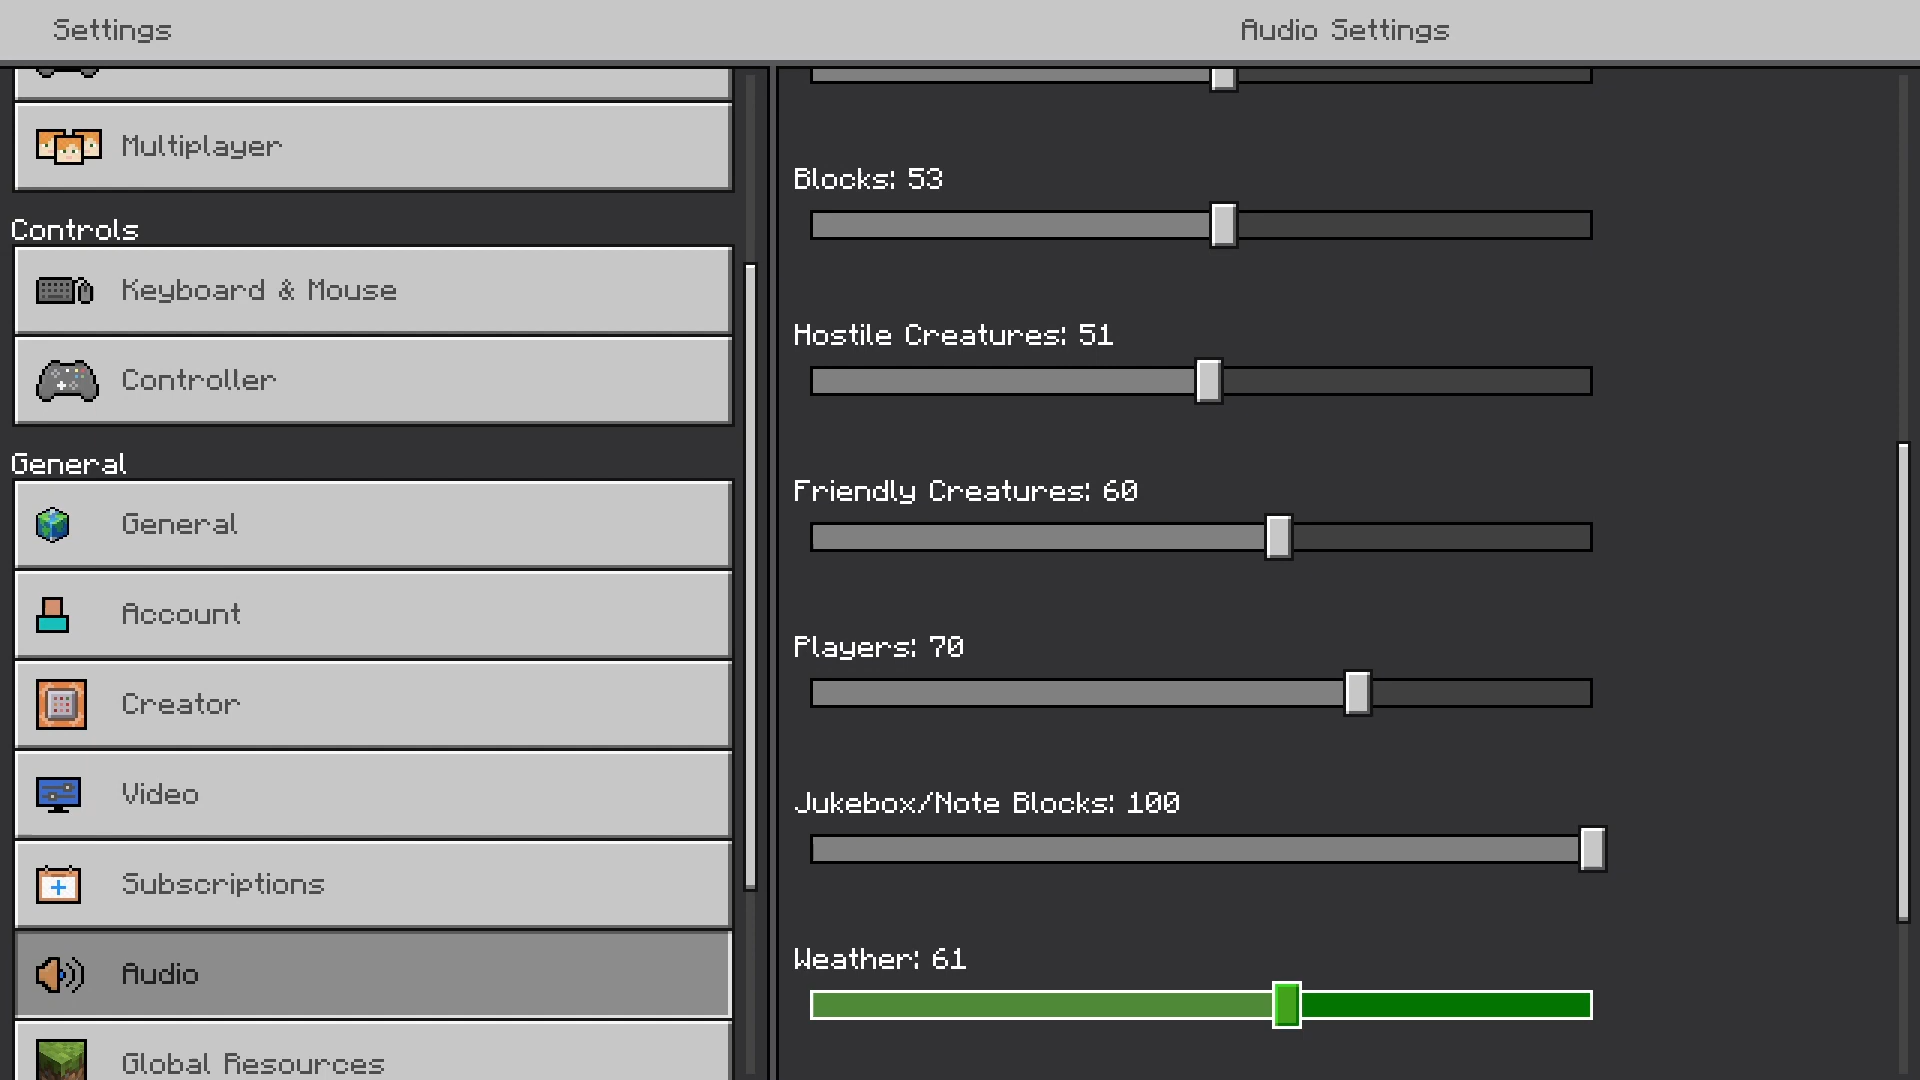 Settings
Audio Settings
Multiplayer
Controls
Keyboard & Mouse
Controller
General
General
Account
Creator
Video
Subscriptions
Audio
Global Resources
Blocks: 53
Hostile Creatures: 51
Friendly Creatures: 60
Players: 70
Jukebox/Note Blocks: 100
Weather: 61